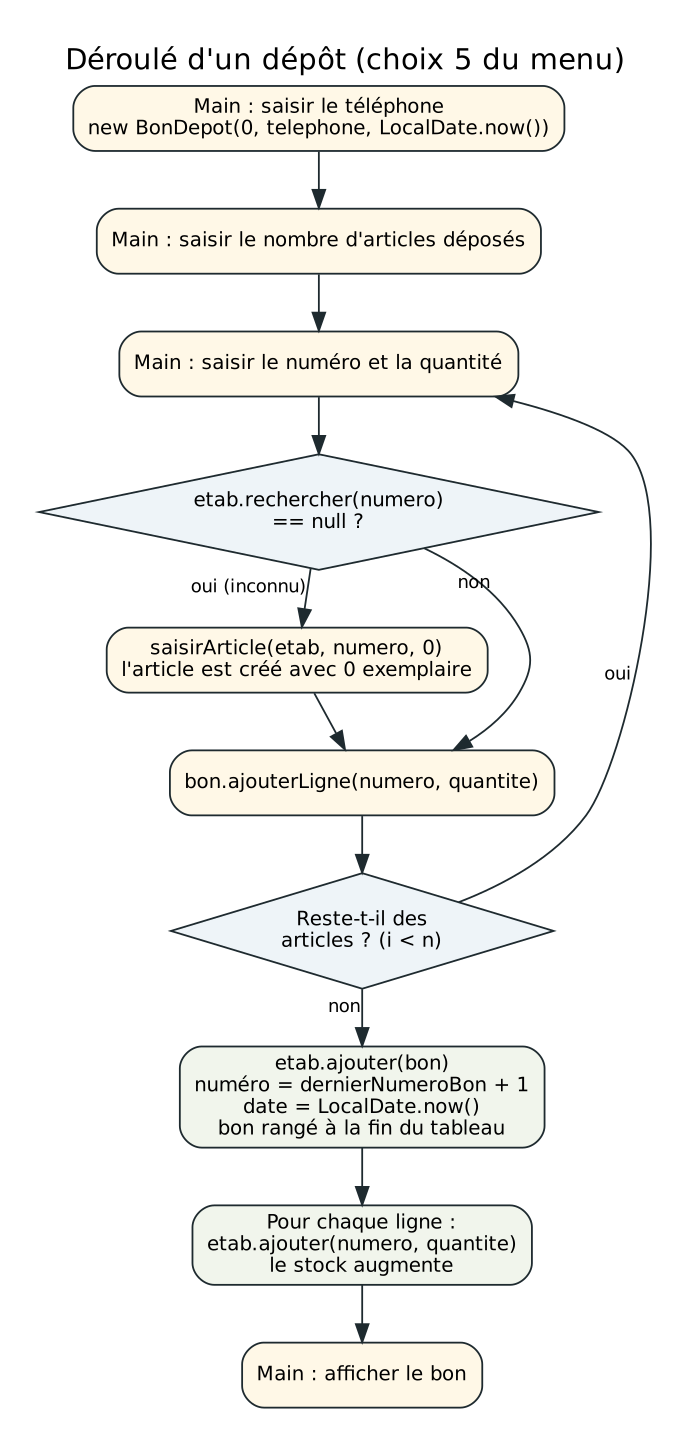 Déroulé d'un dépôt (choix 5 du menu)
Main : saisir le téléphone
new BonDepot(0, telephone, LocalDate.now())
Main : saisir le nombre d'articles déposés
Main : saisir le numéro et la quantité
etab.rechercher(numero)
== null ?
oui (inconnu)
non
saisirArticle(etab, numero, 0)
l'article est créé avec 0 exemplaire
oui
bon.ajouterLigne(numero, quantite)
Reste-t-il des
articles ? (i < n)
non
etab.ajouter(bon)
numéro = dernierNumeroBon + 1
date = LocalDate.now()
bon rangé à la fin du tableau
Pour chaque ligne :
etab.ajouter(numero, quantite)
le stock augmente
Main : afficher le bon